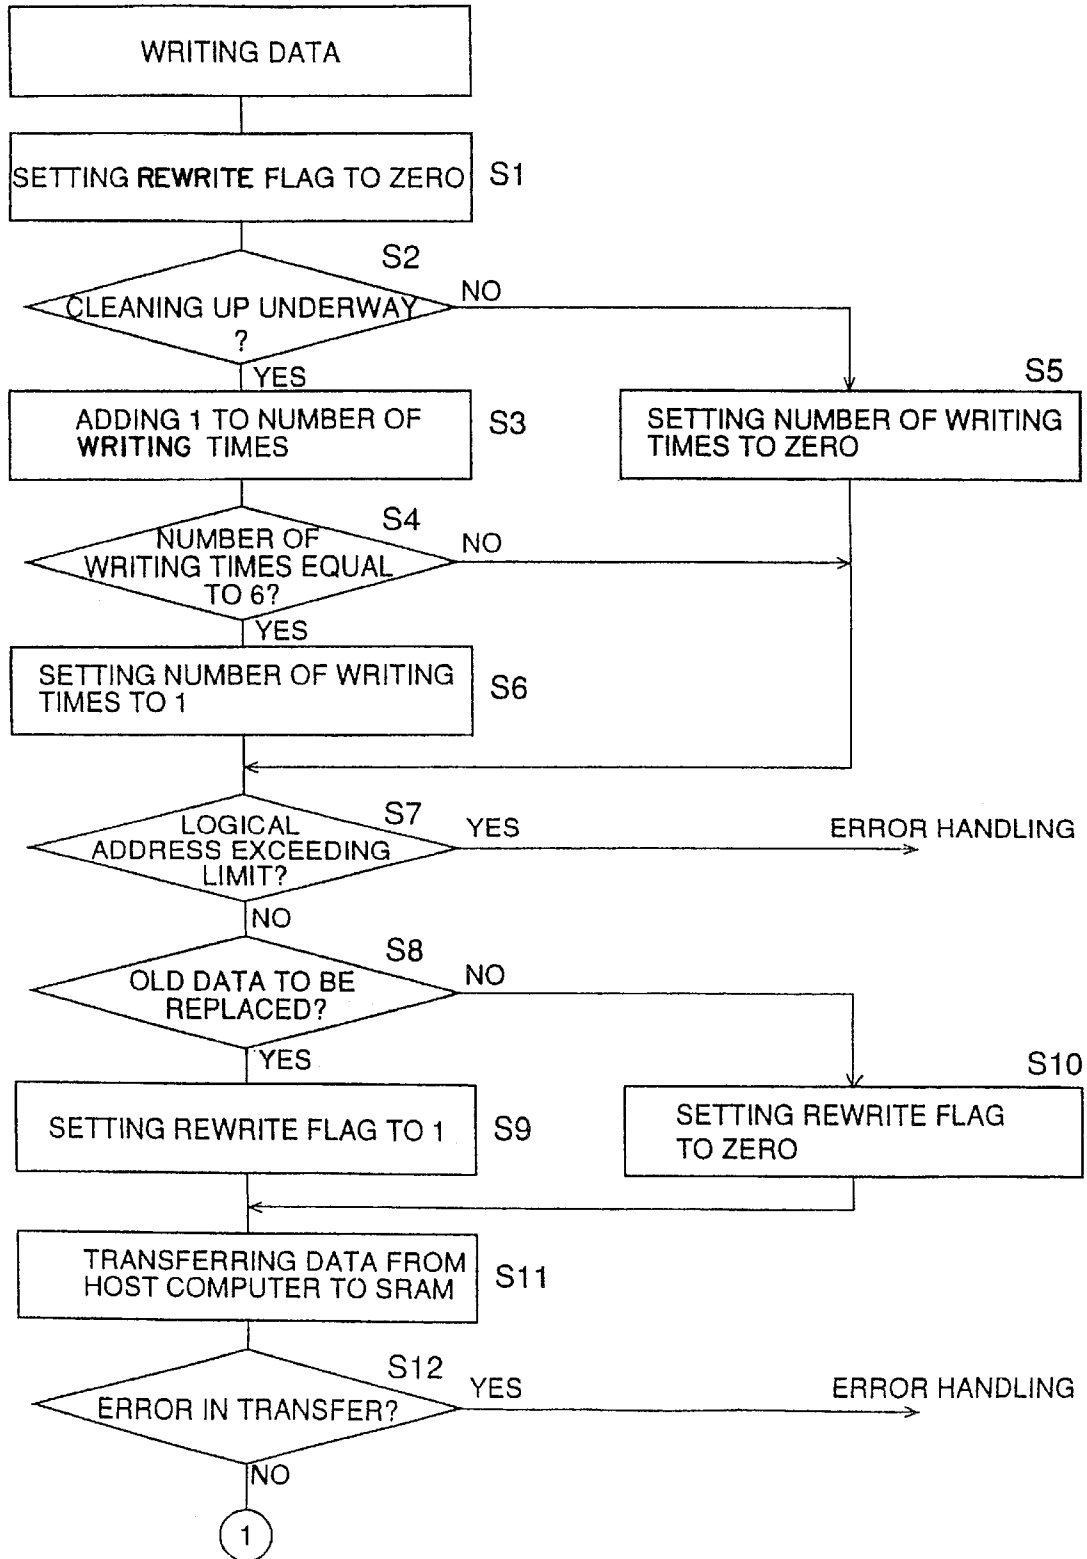 WRITING DATA
SETTING REWRITE FLAG TO ZERO
S1
S2
CLEANING UP UNDERWAY
?
NO
YES
ADDING 1 TO NUMBER OF
WRITING TIMES
S3
S5
SETTING NUMBER OF WRITING
TIMES TO ZERO
S4
NUMBER OF
WRITING TIMES EQUAL
TO 6?
NO
YES
SETTING NUMBER OF WRITING
TIMES TO 1
S6
S7
LOGICAL
ADDRESS EXCEEDING
LIMIT?
YES
ERROR HANDLING
NO
S8
OLD DATA TO BE
REPLACED?
NO
YES
SETTING REWRITE FLAG TO 1
S9
S10
SETTING REWRITE FLAG
TO ZERO
TRANSFERRING DATA FROM
HOST COMPUTER TO SRAM
S11
S12
ERROR IN TRANSFER?
YES
ERROR HANDLING
NO
1